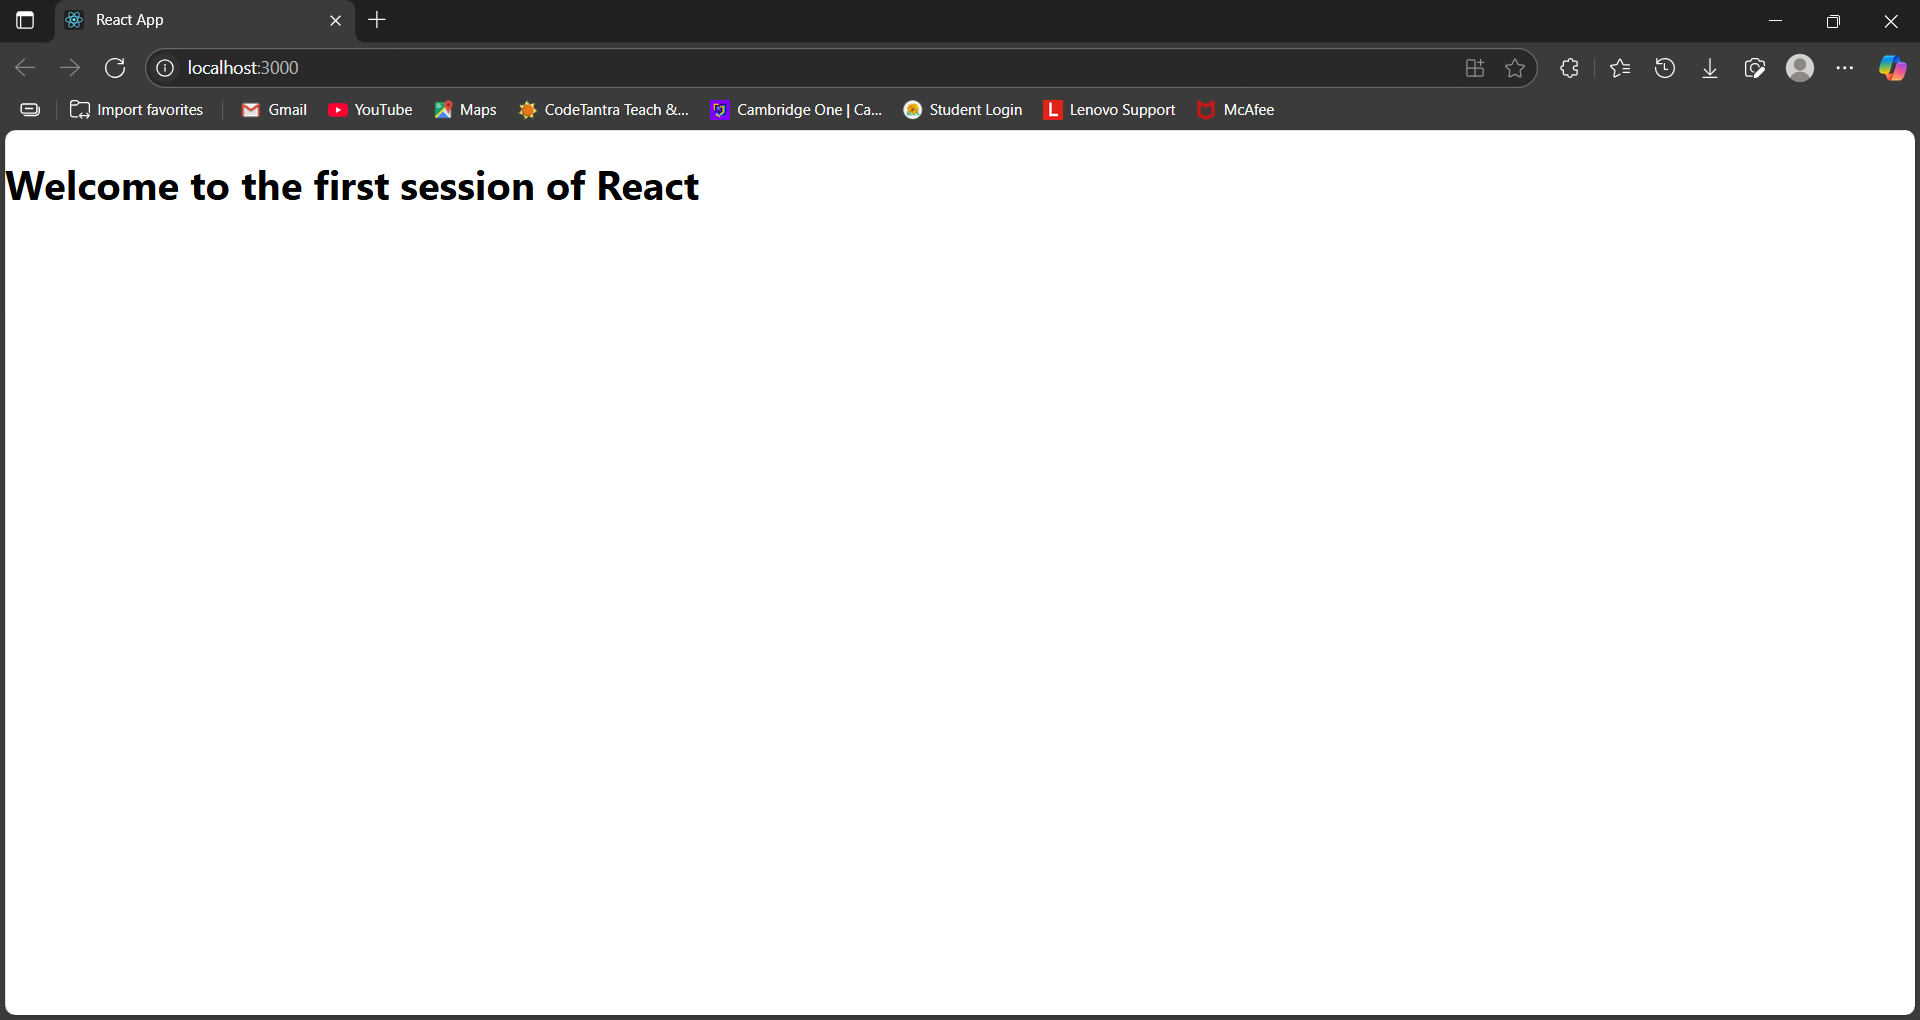 React App
localhost:3000
Import favorites Gmail YouTube Maps CodeTantra Teach &... Cambridge One | Ca... Student Login L Lenovo Support McAfee
Welcome to the first session of React